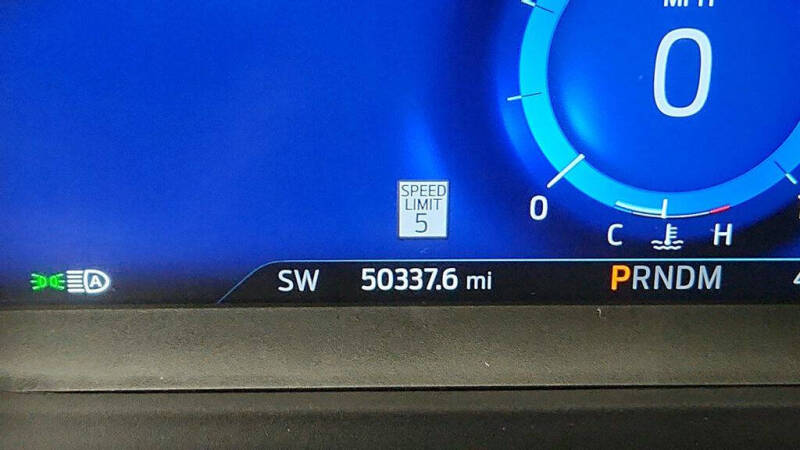 MPH
0
SPEED
LIMIT
5
0
C H
A
SW 50337.6 mi PRNDM